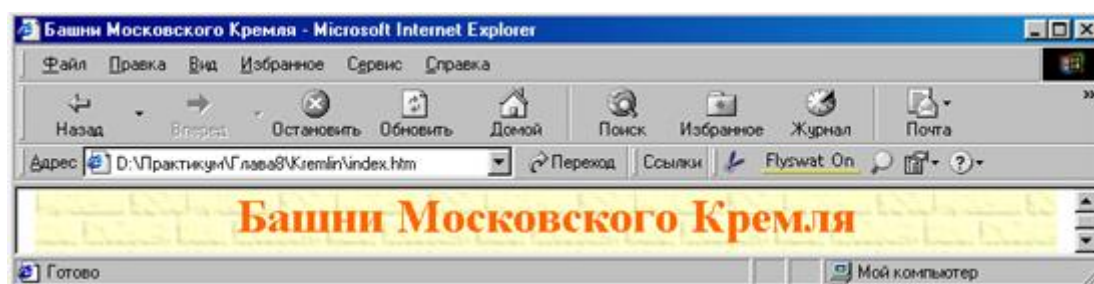 Башни Московского Кремля - Microsoft Internet Explorer
Файл Правка Вид Избранное Сервис Справка
Назад Вперед Остановить Обновить Домой Поиск Избранное Журнал Почта »
Адрес D:\Практикум\Глава8\Kremlin\index.htm Переход Ссылки Flyswat On
Башни Московского Кремля
Готово Мой компьютер